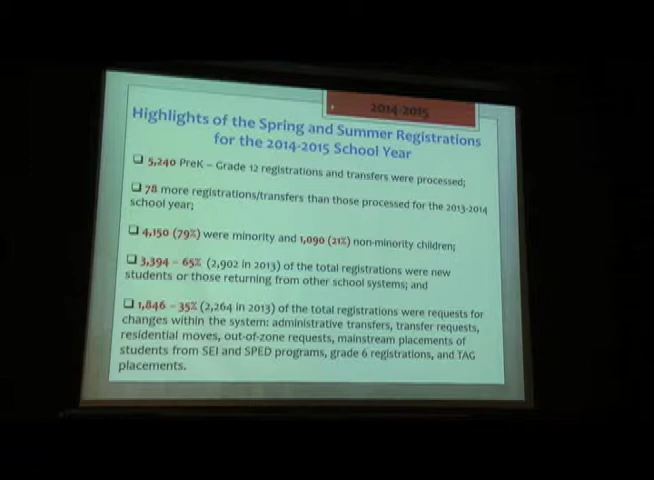 2014-2015
Highlights of the Spring and Summer Registrations
for the 2014-2015 School Year
❑ 5,240 PreK – Grade 12 registrations and transfers were processed;
❑ 78 more registrations/transfers than those processed for the 2013-2014
school year;
❑ 4,150 (79%) were minority and 1,090 (21%) non-minority children;
❑ 3,394 – 65% (2,902 in 2013) of the total registrations were new
students or those returning from other school systems; and
❑ 1,846 – 35% (2,264 in 2013) of the total registrations were requests for
changes within the system: administrative transfers, transfer requests,
residential moves, out-of-zone requests, mainstream placements of
students from SEI and SPED programs, grade 6 registrations, and TAG
placements.